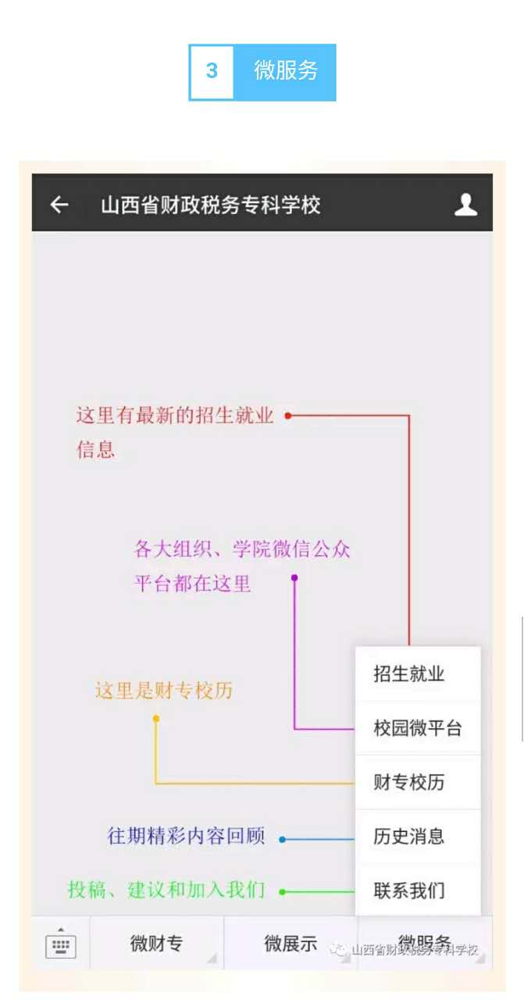 3 微服务
山西省财政税务专科学校
这里有最新的招生就业
信息
各大组织、学院微信公众
平台都在这里
招生就业
这里是财专校历
校园微平台
财专校历
往期精彩内容回顾
历史消息
投稿、建议和加入我们
联系我们
微财专
微展示
微服务
山西省财政税务专科学校